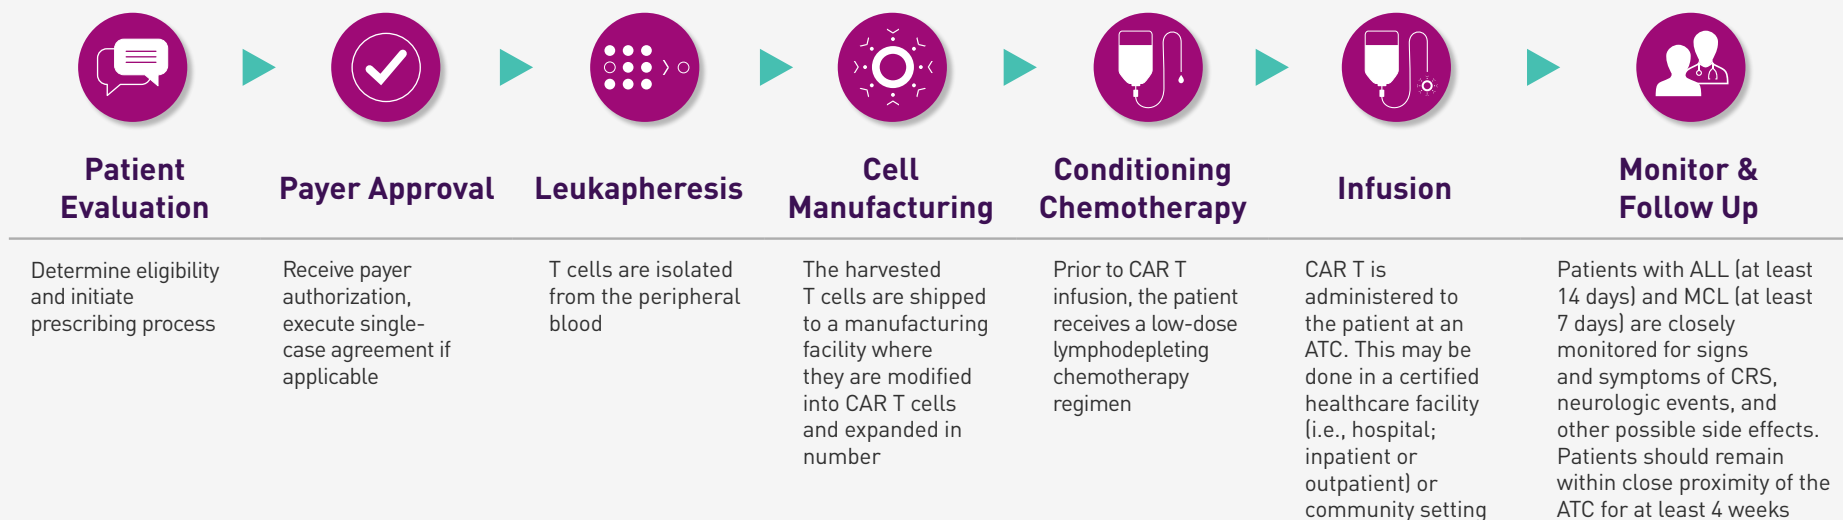 Patient
Evaluation
Determine eligibility
and initiate
prescribing process
Payer Approval
Receive payer
authorization,
execute single-
case agreement if
applicable
Leukapheresis
T cells are isolated
from the peripheral
blood
Cell
Manufacturing
The harvested
T cells are shipped
to a manufacturing
facility where
they are modified
into CAR T cells
and expanded in
number
Conditioning
Chemotherapy
Prior to CAR T
infusion, the patient
receives a low-dose
lymphodepleting
chemotherapy
regimen
Infusion
CAR T is
administered to
the patient at an
ATC. This may be
done in a certified
healthcare facility
(i.e., hospital;
inpatient or
outpatient) or
community setting
Monitor &
Follow Up
Patients with ALL (at least
14 days) and MCL (at least
7 days) are closely
monitored for signs
and symptoms of CRS,
neurologic events, and
other possible side effects.
Patients should remain
within close proximity of the
ATC for at least 4 weeks